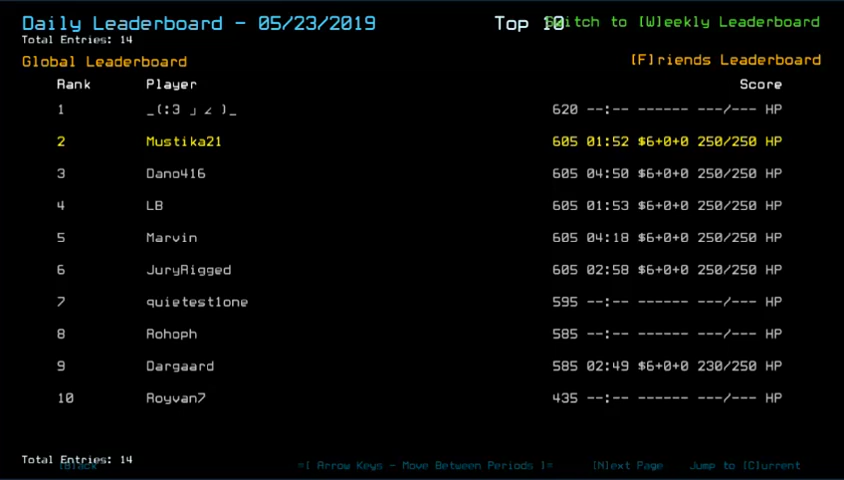 Daily Leaderboard - 05/23/2019 Top 10 Switch to [W]eekly Leaderboard
Total Entries: 14
Global Leaderboard [F]riends Leaderboard
Rank Player Score
1 _(:3 」∠ )_ 620 --:-- ------ ---/--- HP
2 Mustika21 605 01:52 $6+0+0 250/250 HP
3 Dano416 605 04:50 $6+0+0 250/250 HP
4 LB 605 01:53 $6+0+0 250/250 HP
5 Marvin 605 04:18 $6+0+0 250/250 HP
6 JuryRigged 605 02:58 $6+0+0 250/250 HP
7 quietest1one 595 --:-- ------ ---/--- HP
8 Rohoph 585 --:-- ------ ---/--- HP
9 Dargaard 585 02:49 $6+0+0 230/250 HP
10 Royvan7 435 --:-- ------ ---/--- HP
Total Entries: 14
[B]ack =[ Arrow Keys - Move Between Periods ]= [N]ext Page Jump to [C]urrent